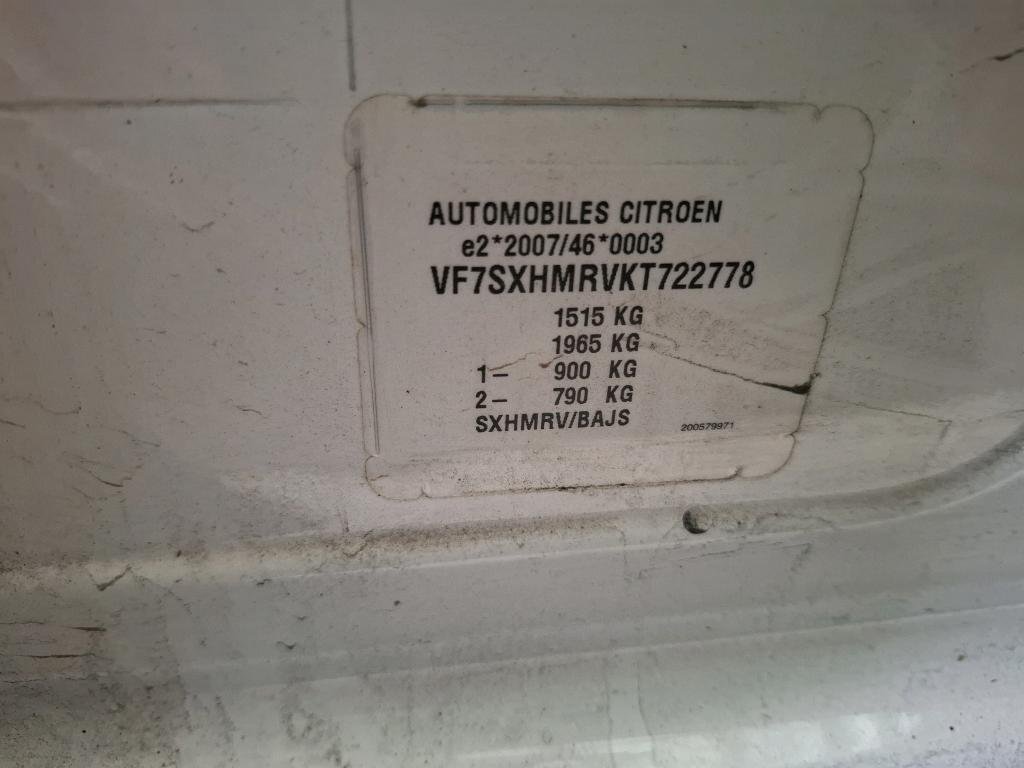 AUTOMOBILES CITROEN
e2*2007/46*0003
VF7SXHMRVKT722778
1515 KG
1965 KG
1– 900 KG
2– 790 KG
SXHMRV/BAJS
200579971